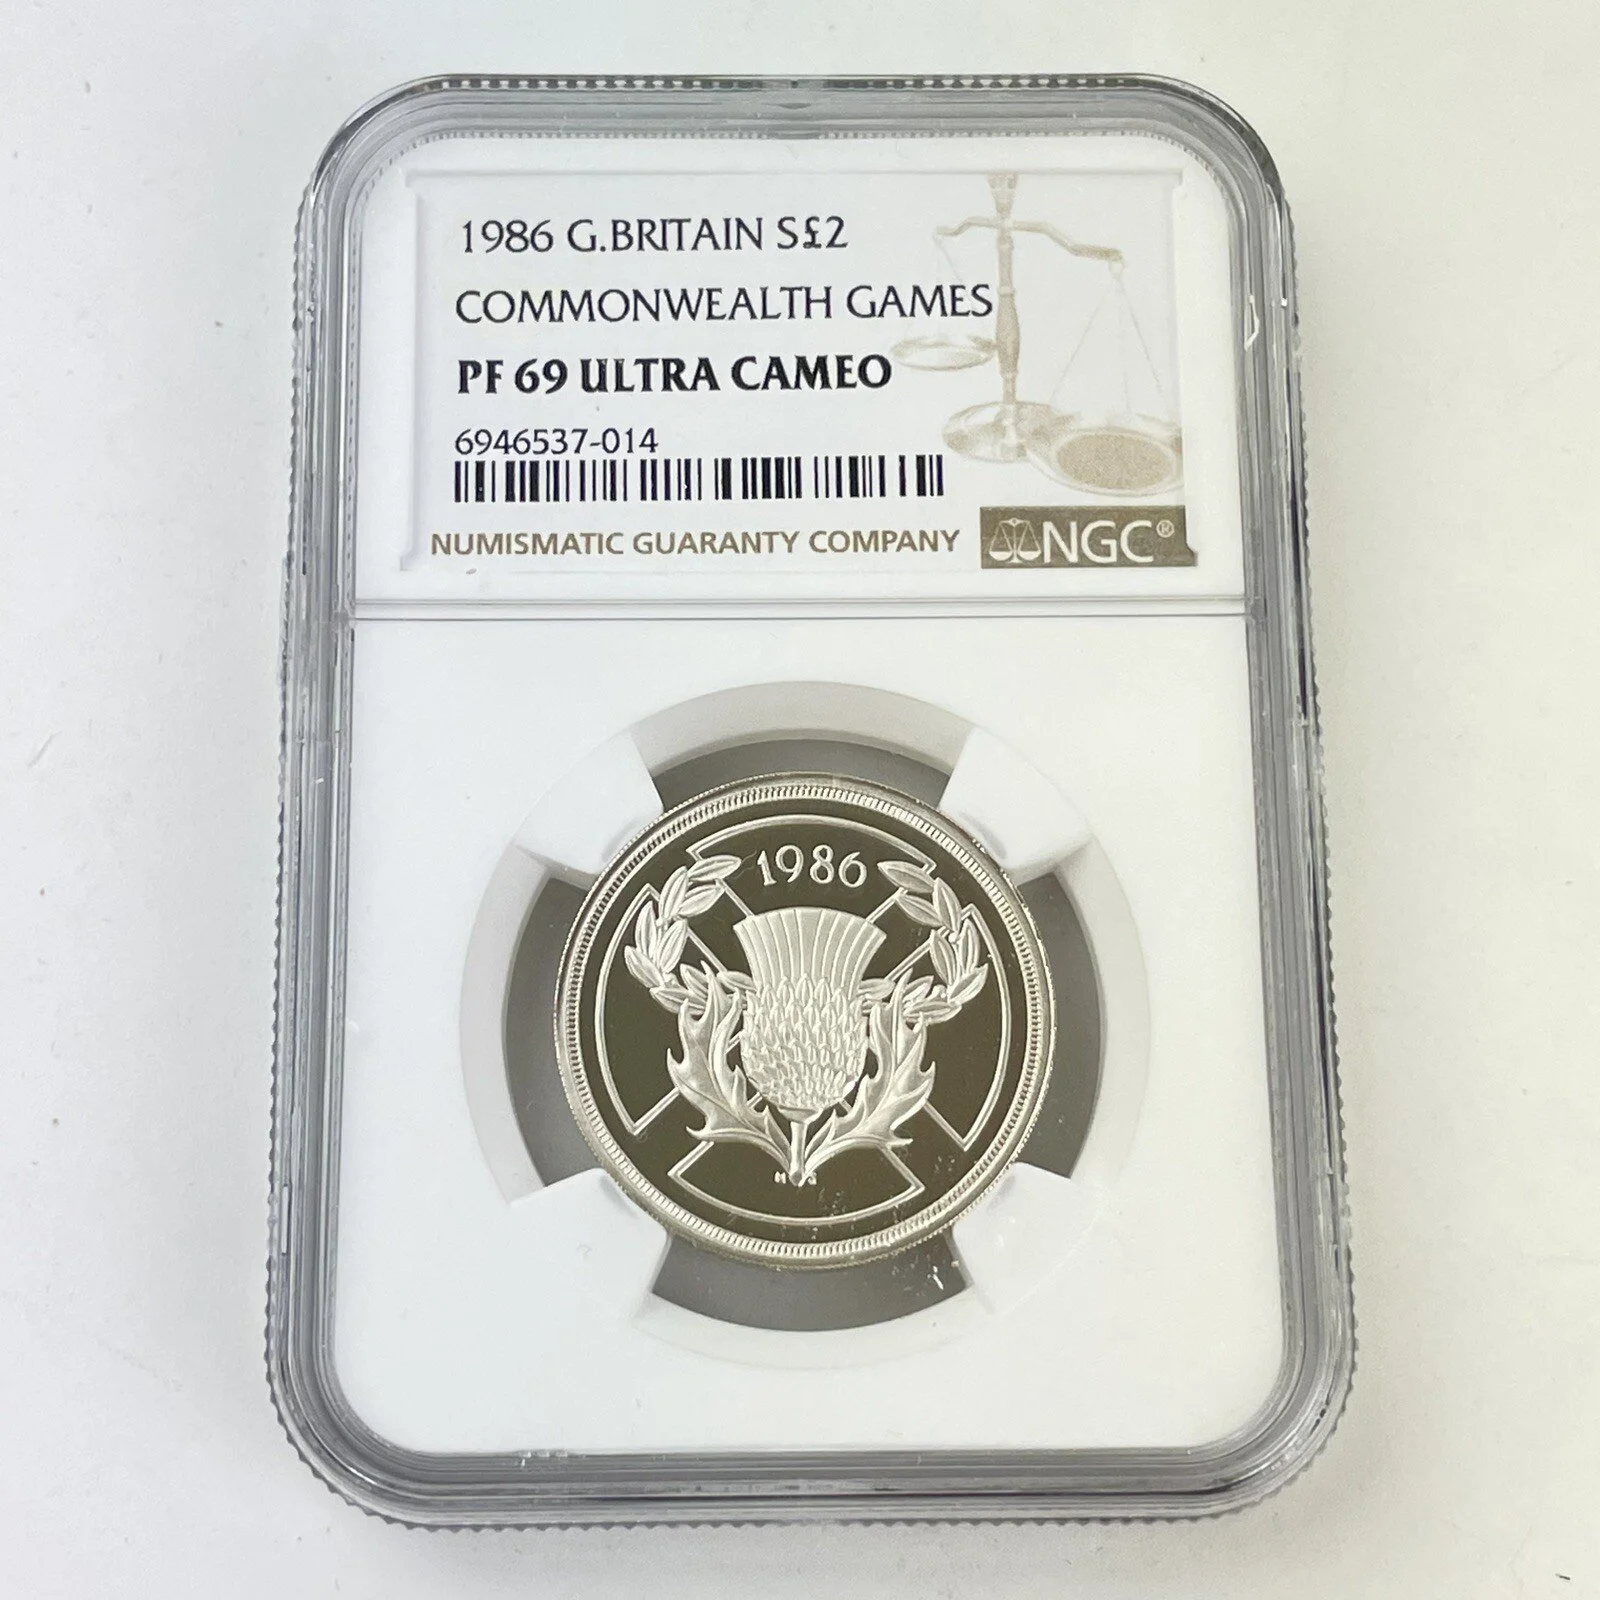 1986 G.BRITAIN S£2
COMMONWEALTH GAMES
PF 69 ULTRA CAMEO
6946537-014
NUMISMATIC GUARANTY COMPANY
NGC®
1986